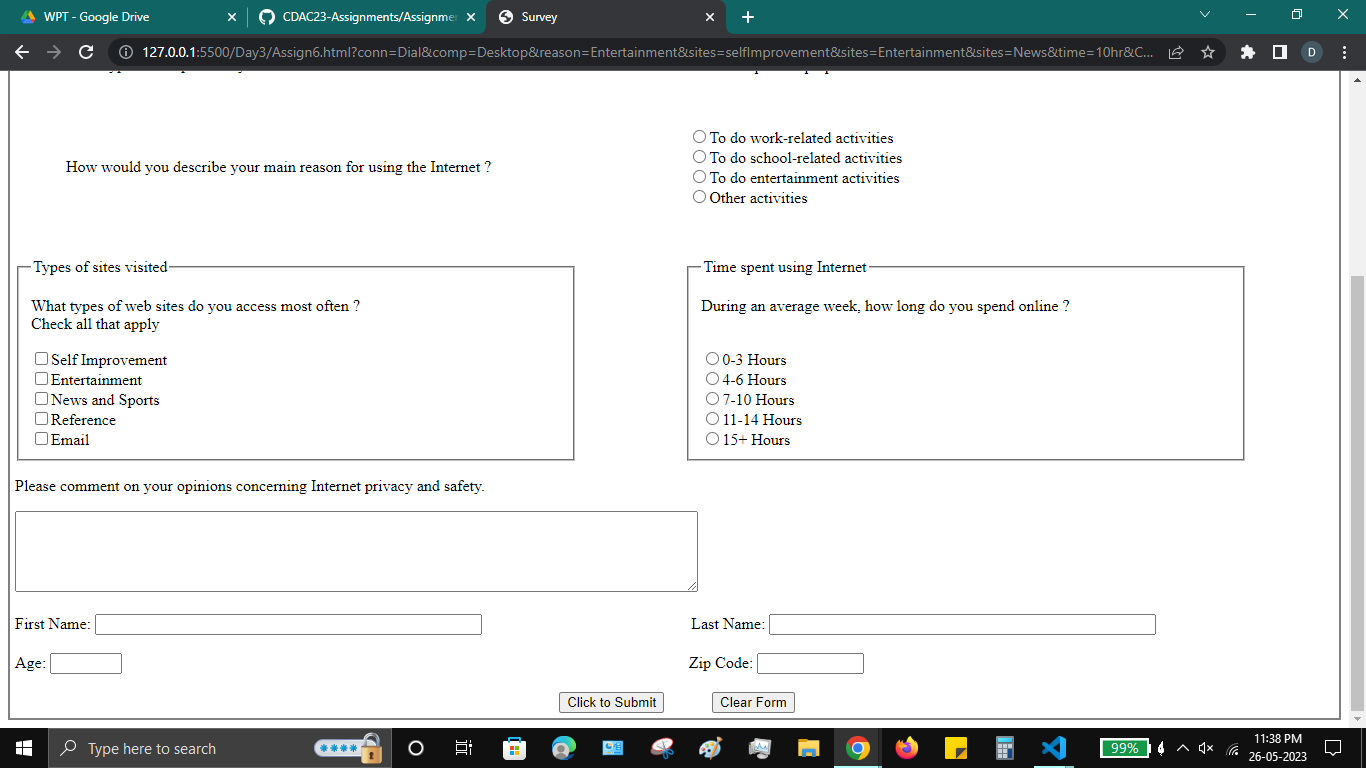 WPT - Google Drive
CDAC23-Assignments/Assignme
Survey
127.0.0.1:5500/Day3/Assign6.html?conn=Dial&comp=Desktop&reason=Entertainment&sites=selfImprovement&sites=Entertainment&sites=News&time=10hr&C...
D
How would you describe your main reason for using the Internet ?
To do work-related activities
To do school-related activities
To do entertainment activities
Other activities
Types of sites visited
What types of web sites do you access most often ?
Check all that apply
Self Improvement
Entertainment
News and Sports
Reference
Email
Time spent using Internet
During an average week, how long do you spend online ?
0-3 Hours
4-6 Hours
7-10 Hours
11-14 Hours
15+ Hours
Please comment on your opinions concerning Internet privacy and safety.
First Name:
Last Name:
Age:
Zip Code:
Click to Submit
Clear Form
Type here to search
99%
11:38 PM
26-05-2023